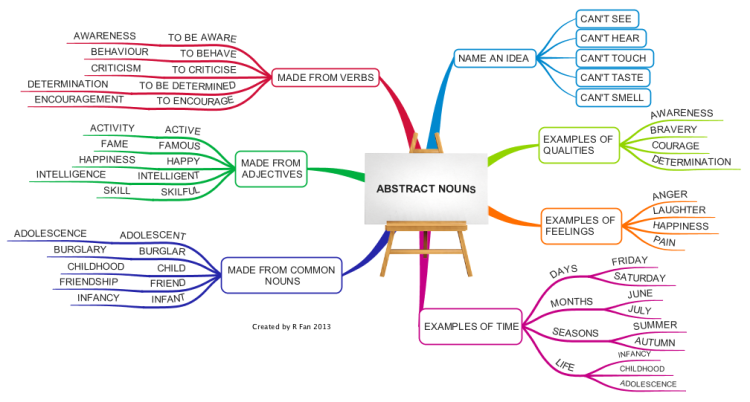 ABSTRACT NOUNS
NAME AN IDEA
CAN'T SEE
CAN'T HEAR
CAN'T TOUCH
CAN'T TASTE
CAN'T SMELL
EXAMPLES OF
QUALITIES
AWARENESS
BRAVERY
COURAGE
DETERMINATION
EXAMPLES OF
FEELINGS
ANGER
LAUGHTER
HAPPINESS
PAIN
EXAMPLES OF TIME
DAYS
FRIDAY
SATURDAY
MONTHS
JUNE
JULY
SEASONS
SUMMER
AUTUMN
LIFE
INFANCY
CHILDHOOD
ADOLESCENCE
MADE FROM VERBS
TO BE AWARE
AWARENESS
TO BEHAVE
BEHAVIOUR
TO CRITICISE
CRITICISM
TO BE DETERMINED
DETERMINATION
TO ENCOURAGE
ENCOURAGEMENT
MADE FROM
ADJECTIVES
ACTIVE
ACTIVITY
FAMOUS
FAME
HAPPY
HAPPINESS
INTELLIGENT
INTELLIGENCE
SKILFUL
SKILL
MADE FROM COMMON
NOUNS
ADOLESCENT
ADOLESCENCE
BURGLAR
BURGLARY
CHILD
CHILDHOOD
FRIEND
FRIENDSHIP
INFANT
INFANCY
Created by R Fan 2013